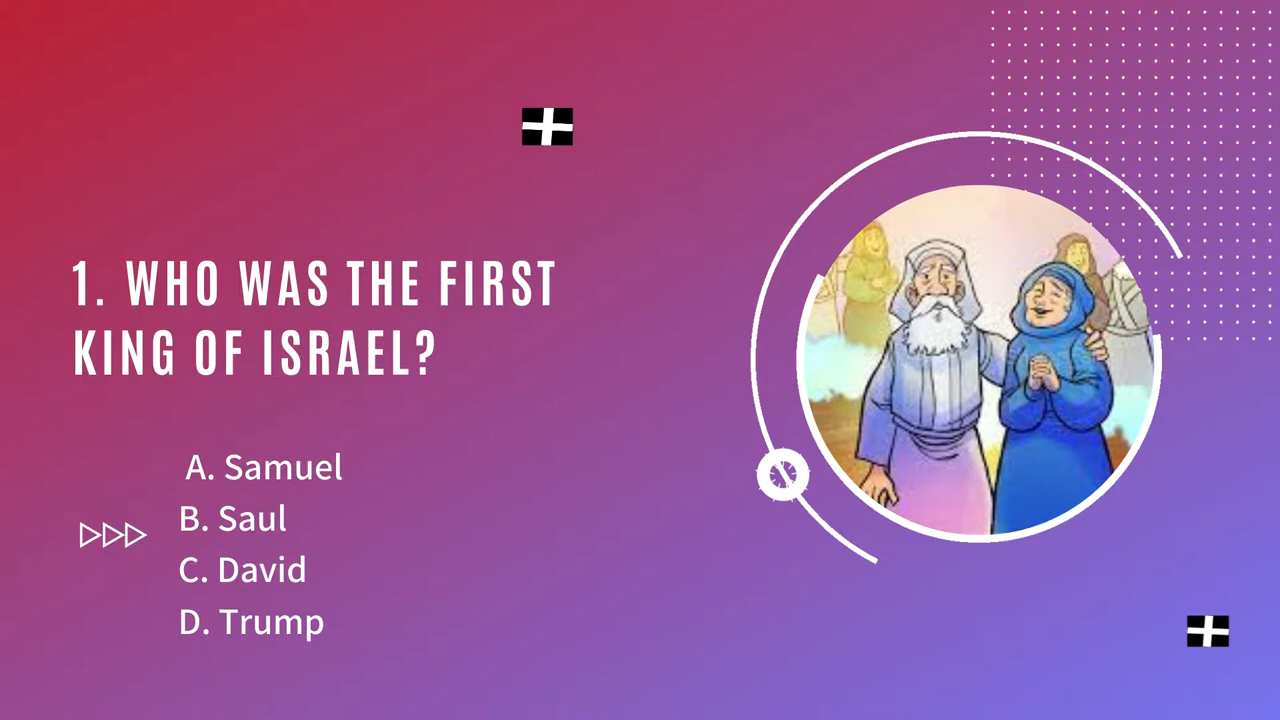 1. WHO WAS THE FIRST
KING OF ISRAEL?
A. Samuel
B. Saul
C. David
D. Trump